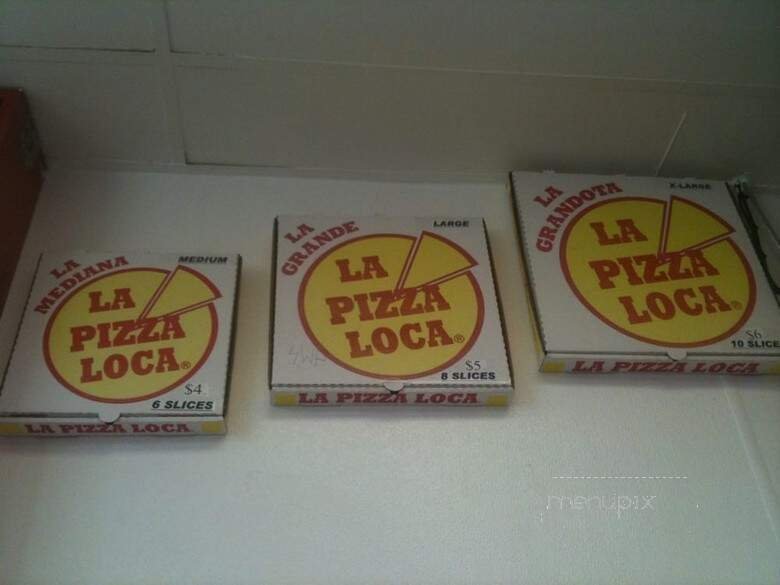 LA
MEDIANA
MEDIUM
LA
PIZZA
LOCA®
$4
6 SLICES
LA PIZZA LOCA
LA
GRANDE
LARGE
LA
PIZZA
LOCA®
$5
8 SLICES
LA PIZZA LOCA
LA
GRANDOTA
X-LARGE
LA
PIZZA
LOCA®
$6
10 SLICE
LA PIZZA LOCA
menupix